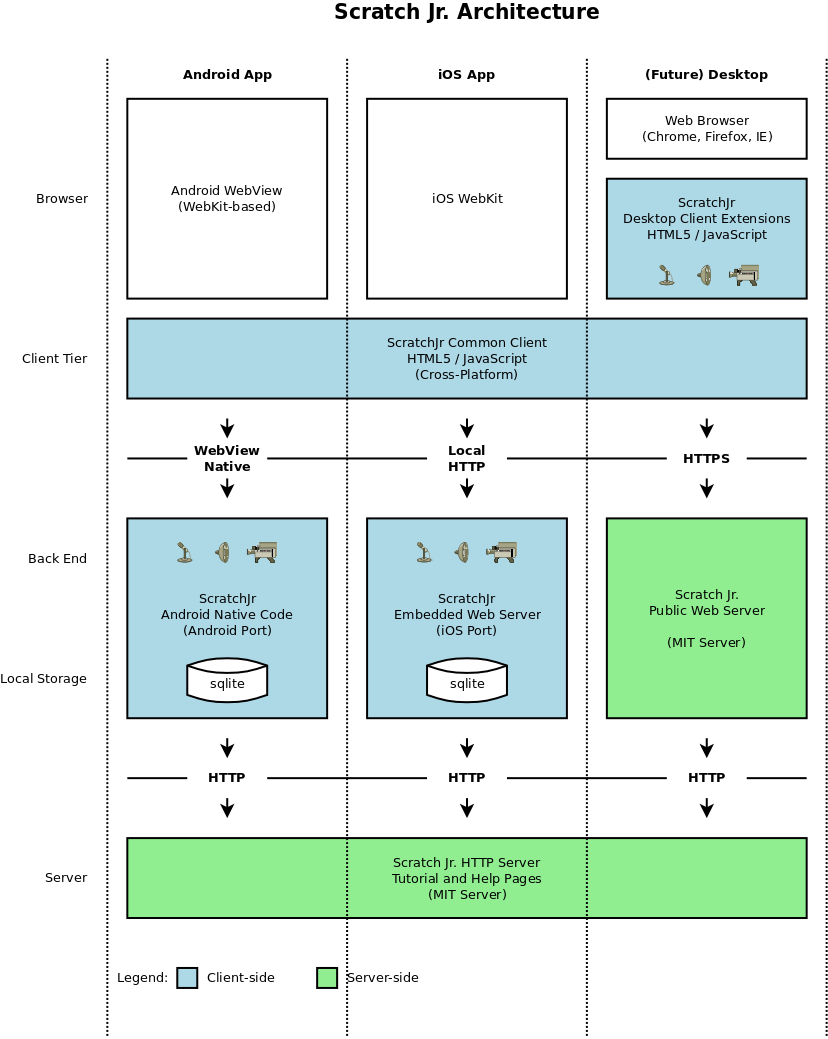 Scratch Jr. Architecture
Android App
iOS App
(Future) Desktop
Browser
Android WebView
(WebKit-based)
iOS WebKit
Web Browser
(Chrome, Firefox, IE)
ScratchJr
Desktop Client Extensions
HTML5 / JavaScript
Client Tier
ScratchJr Common Client
HTML5 / JavaScript
(Cross-Platform)
WebView
Native
Local
HTTP
HTTPS
Back End
ScratchJr
Android Native Code
(Android Port)
ScratchJr
Embedded Web Server
(iOS Port)
Scratch Jr.
Public Web Server
(MIT Server)
Local Storage
sqlite
sqlite
HTTP
HTTP
HTTP
Server
Scratch Jr. HTTP Server
Tutorial and Help Pages
(MIT Server)
Legend:
Client-side
Server-side